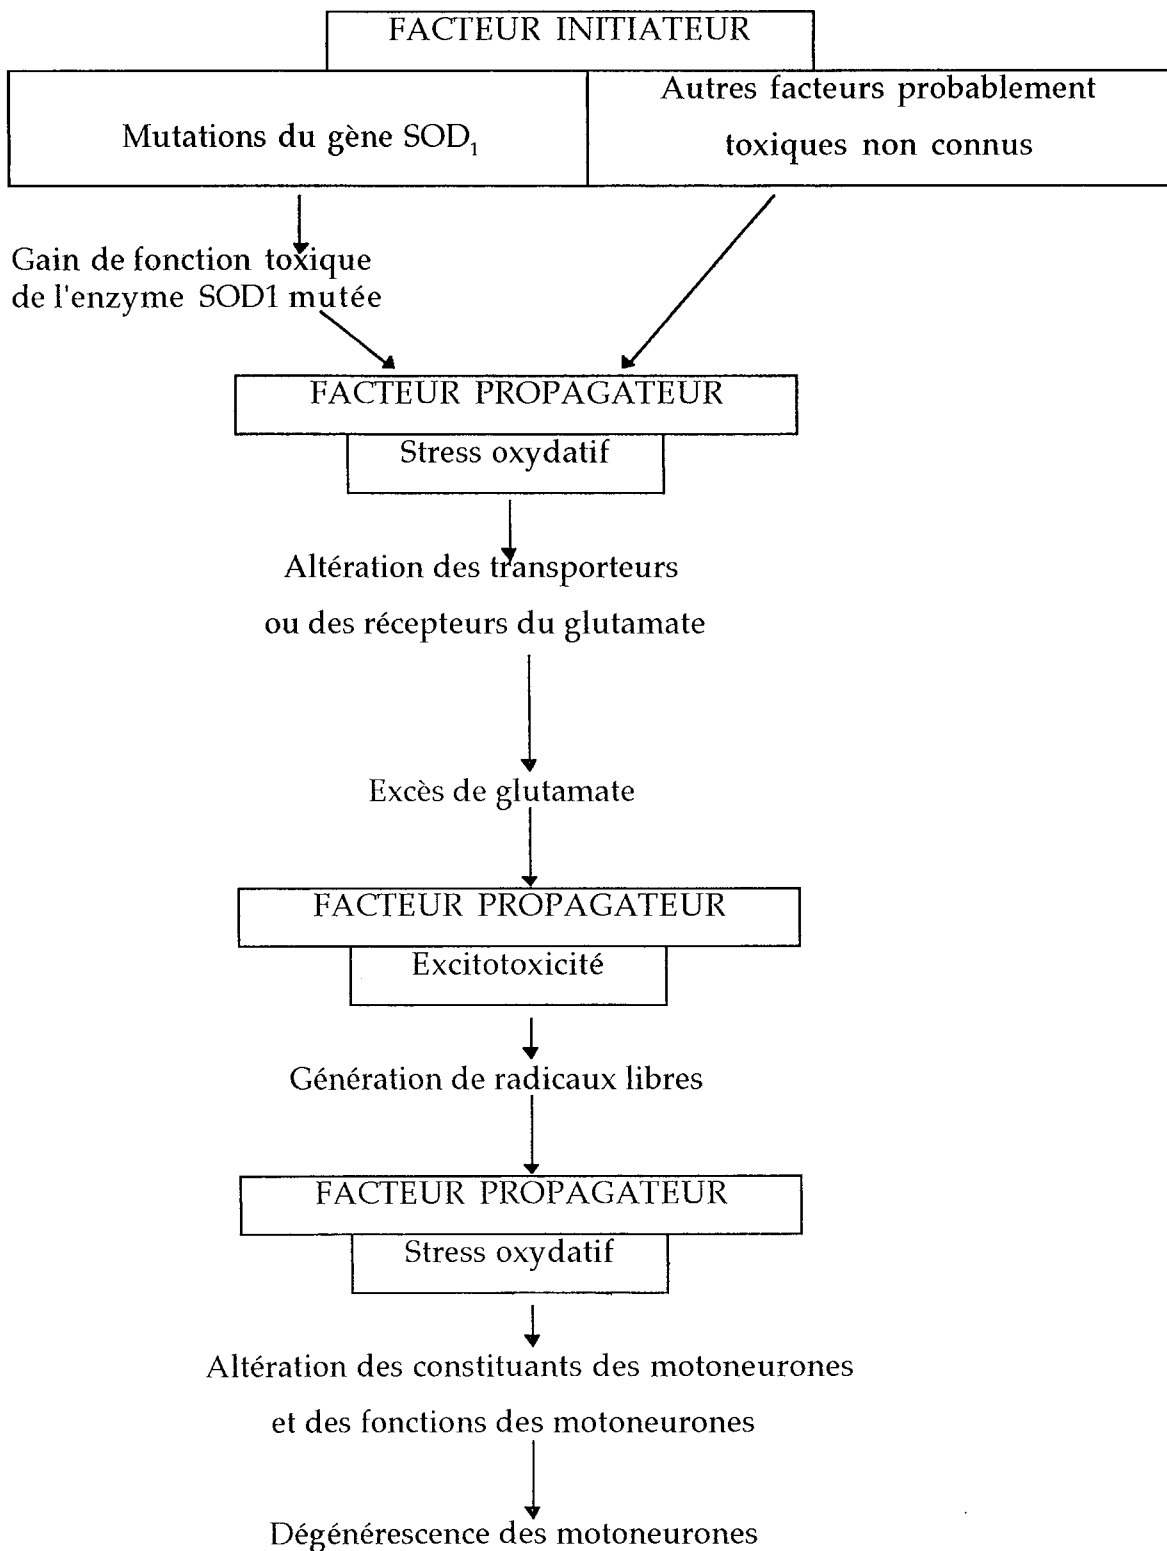 FACTEUR INITIATEUR
Mutations du gène SOD₁
Autres facteurs probablement
toxiques non connus
Gain de fonction toxique
de l'enzyme SOD1 mutée
FACTEUR PROPAGATEUR
Stress oxydatif
Altération des transporteurs
ou des récepteurs du glutamate
Excès de glutamate
FACTEUR PROPAGATEUR
Excitotoxicité
Génération de radicaux libres
FACTEUR PROPAGATEUR
Stress oxydatif
Altération des constituants des motoneurones
et des fonctions des motoneurones
Dégénérescence des motoneurones